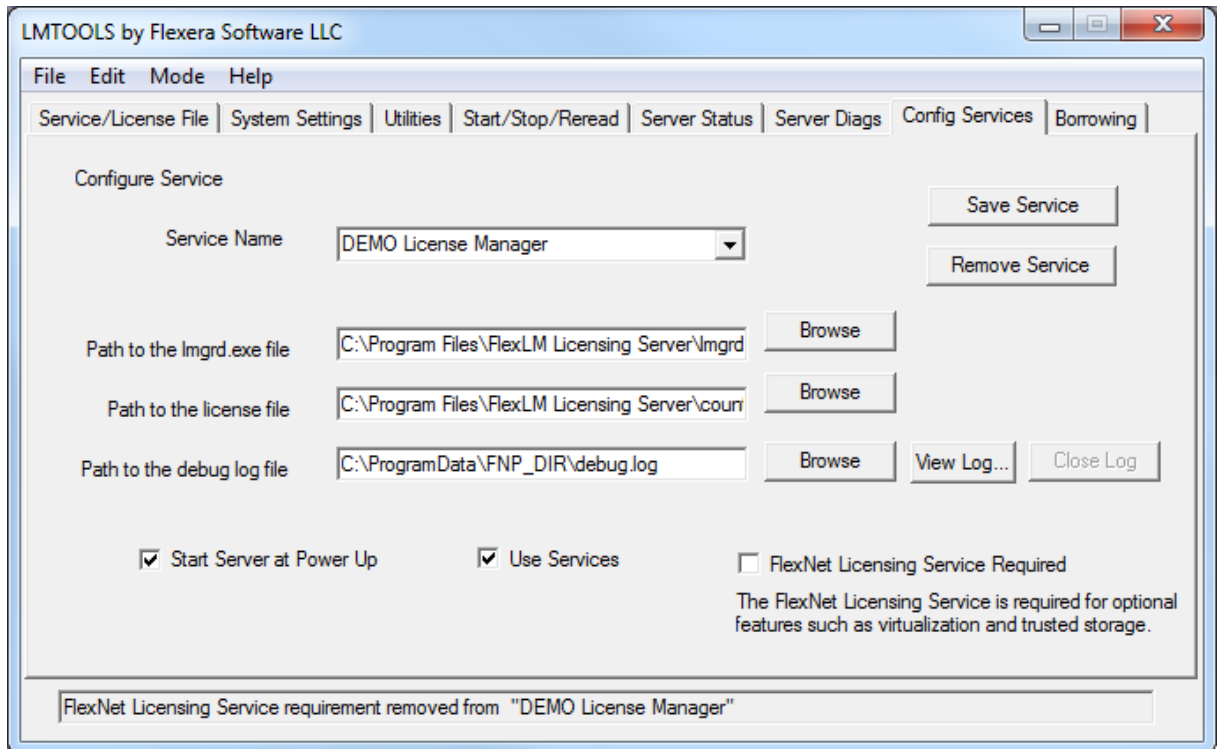 LMTOOLS by Flexera Software LLC
File Edit Mode Help
Service/License File System Settings Utilities Start/Stop/Reread Server Status Server Diags Config Services Borrowing
Configure Service
Save Service
Service Name DEMO License Manager
Remove Service
Path to the lmgrd.exe file C:\Program Files\FlexLM Licensing Server\lmgrd Browse
Path to the license file C:\Program Files\FlexLM Licensing Server\coun Browse
Path to the debug log file C:\ProgramData\FNP_DIR\debug.log Browse View Log... Close Log
Start Server at Power Up Use Services FlexNet Licensing Service Required
The FlexNet Licensing Service is required for optional
features such as virtualization and trusted storage.
FlexNet Licensing Service requirement removed from "DEMO License Manager"